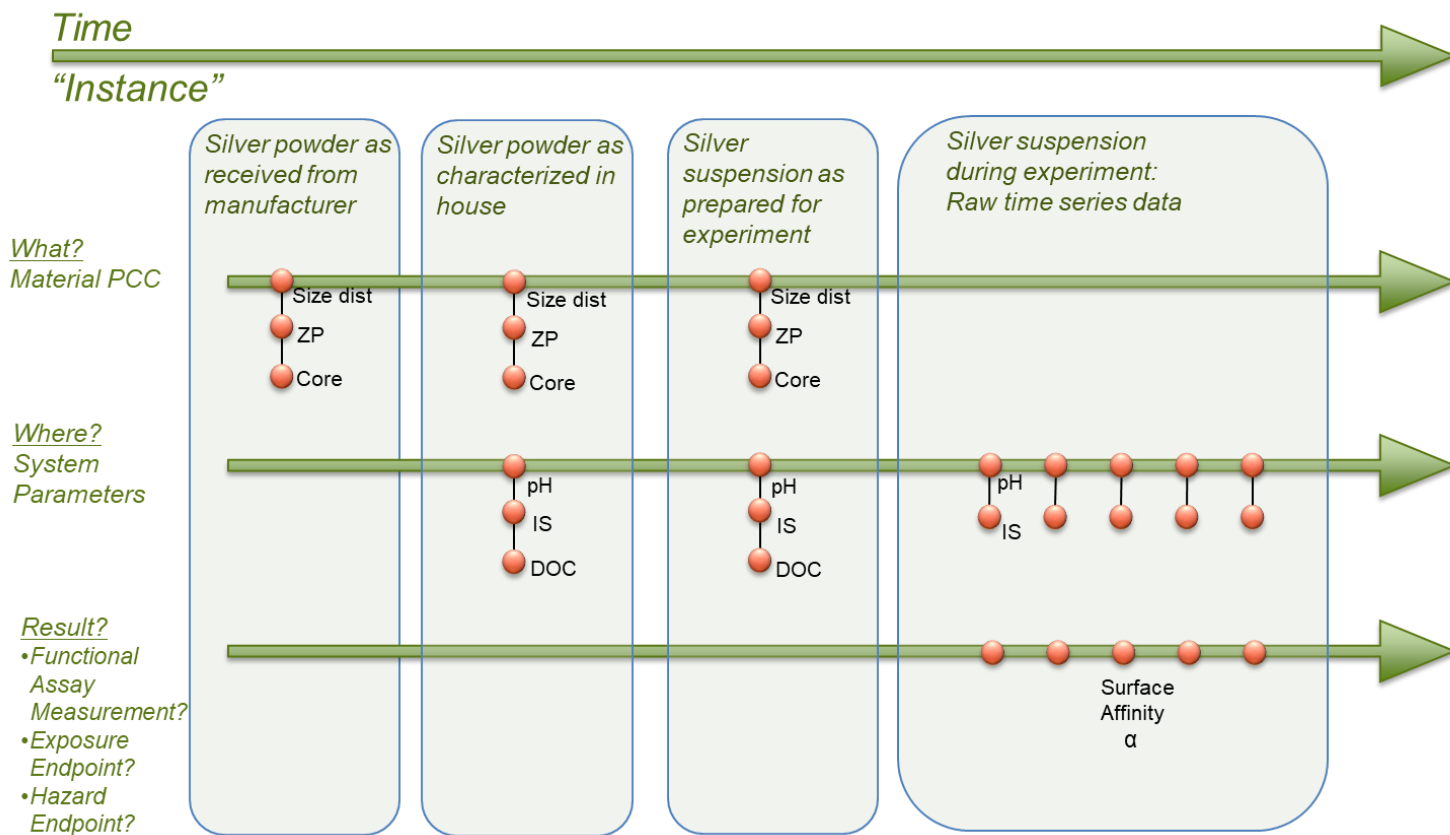 Time
“Instance”
Silver powder as
received from
manufacturer
Silver powder as
characterized in
house
Silver
suspension as
prepared for
experiment
Silver suspension
during experiment:
Raw time series data
What?
Material PCC
Size dist
ZP
Core
Size dist
ZP
Core
Size dist
ZP
Core
Where?
System
Parameters
pH
IS
DOC
pH
IS
DOC
pH
IS
Result?
•Functional
Assay
Measurement?
•Exposure
Endpoint?
•Hazard
Endpoint?
Surface
Affinity
α